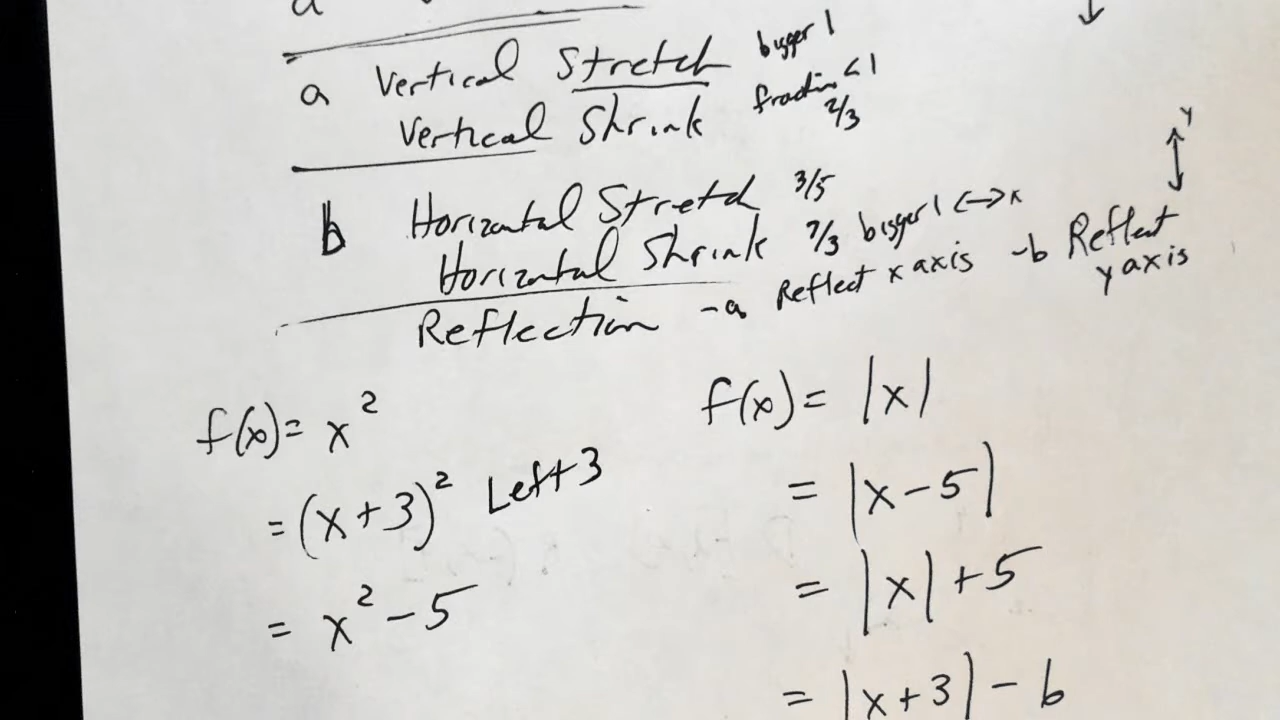 a
a Vertical Stretch bigger 1
Vertical Shrink fraction < 1
2/3
b Horizontal Stretch 3/5
Horizontal Shrink 7/3 bigger 1 ↔ x
y
Reflection -a Reflect x axis -b Reflect
y axis
f(x) = x²
= (x+3)² Left 3
= x² - 5
f(x) = |x|
= |x - 5|
= |x| + 5
= |x + 3| - 6